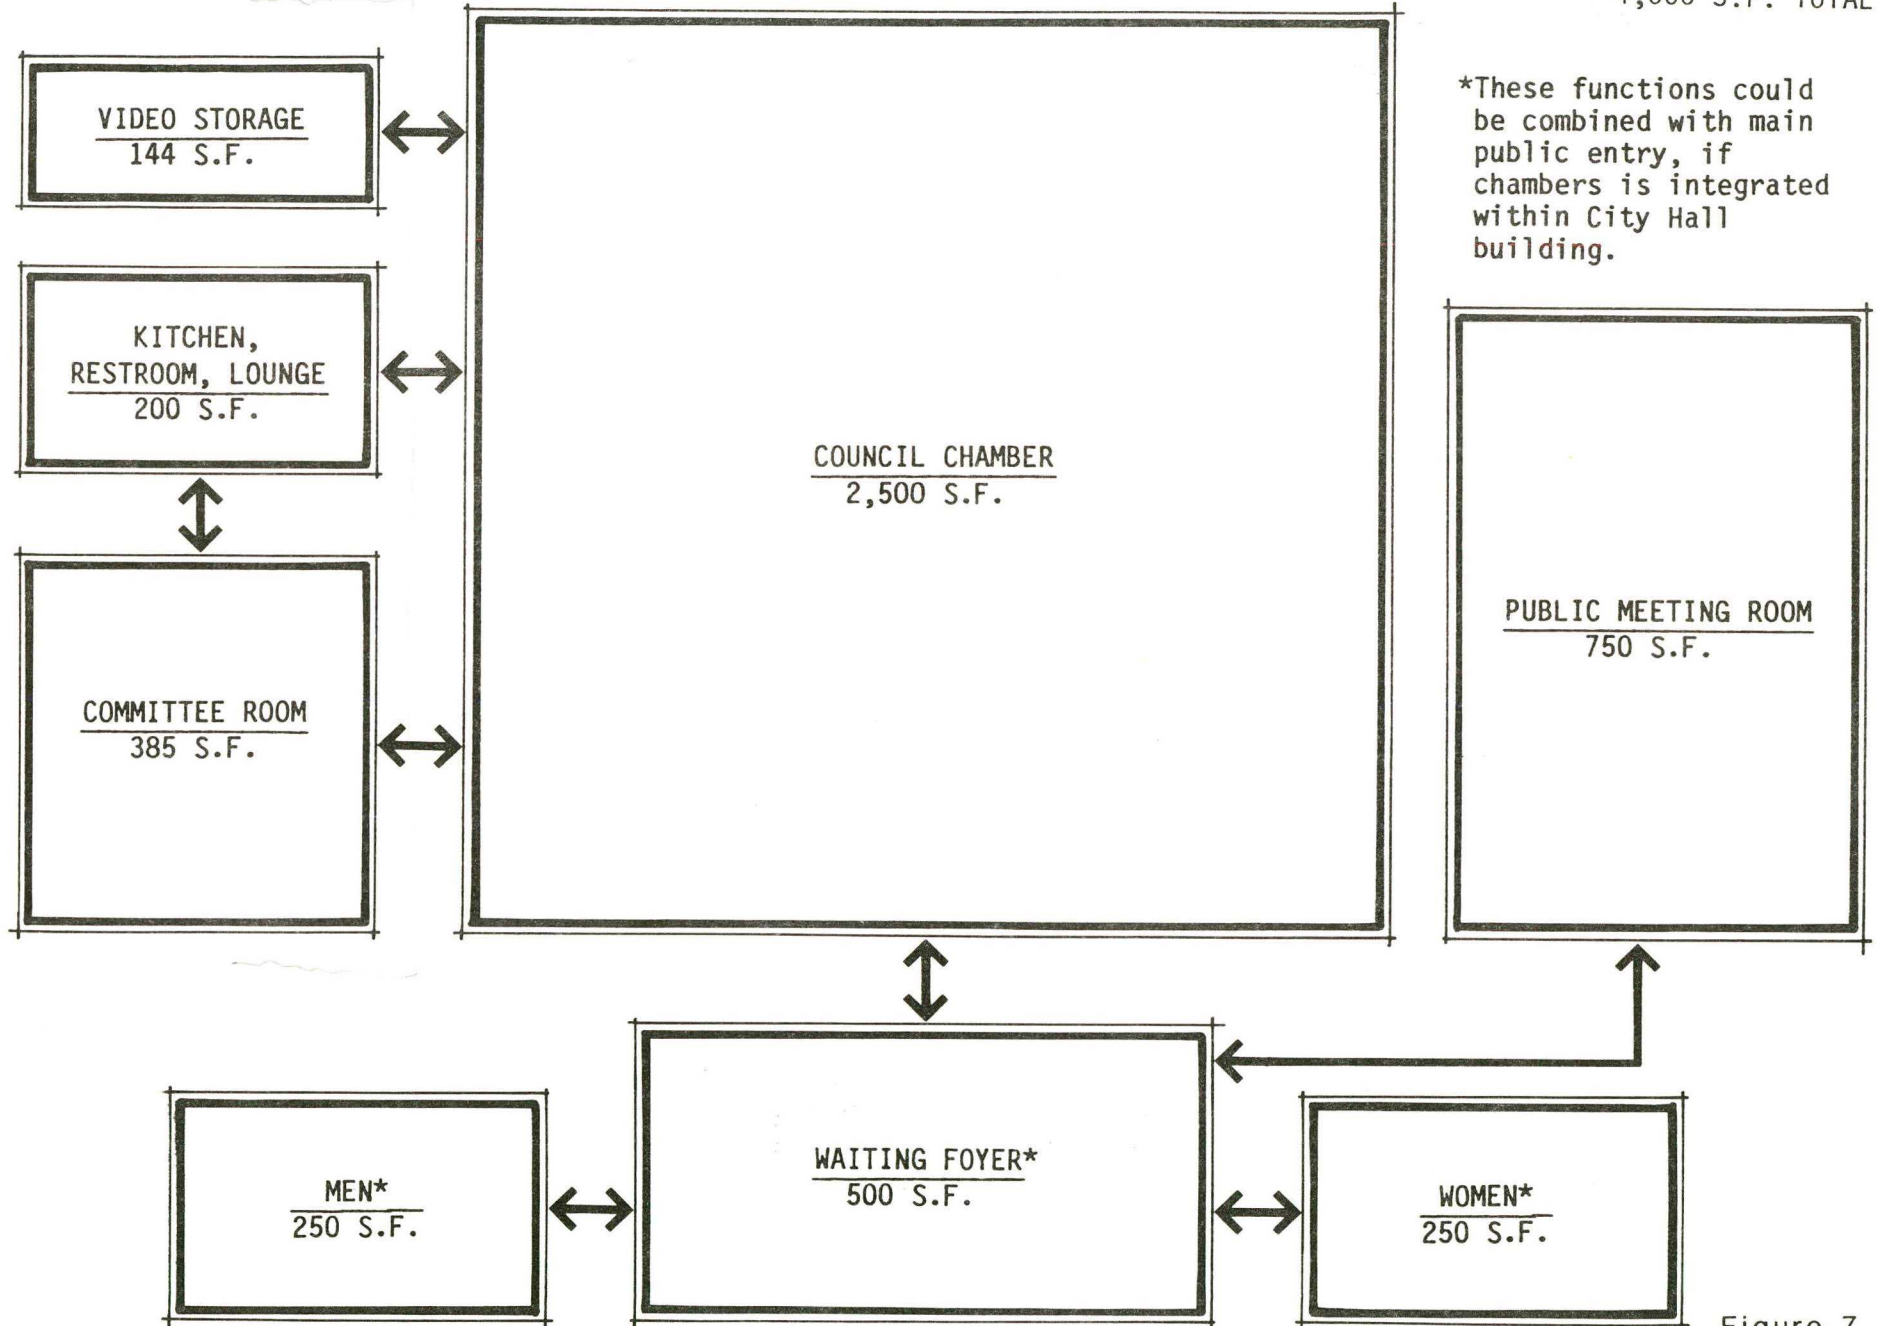 S.F. TOTAL
*These functions could
be combined with main
public entry, if
chambers is integrated
within City Hall
building.
VIDEO STORAGE
144 S.F.
KITCHEN,
RESTROOM, LOUNGE
200 S.F.
COUNCIL CHAMBER
2,500 S.F.
PUBLIC MEETING ROOM
750 S.F.
COMMITTEE ROOM
385 S.F.
WAITING FOYER*
500 S.F.
MEN*
250 S.F.
WOMEN*
250 S.F.
Figure 7